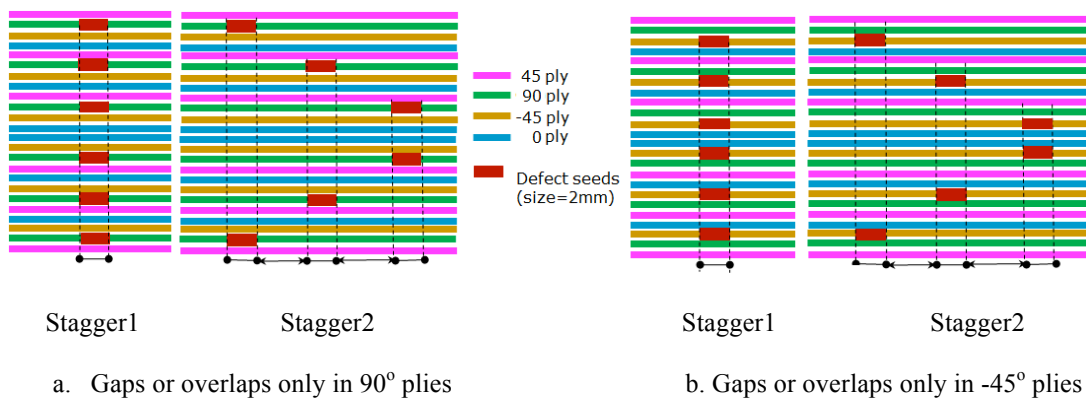 45 ply
90 ply
-45 ply
0 ply
Defect seeds
(size=2mm)
Stagger1 Stagger2 Stagger1 Stagger2
a. Gaps or overlaps only in 90° plies b. Gaps or overlaps only in -45° plies